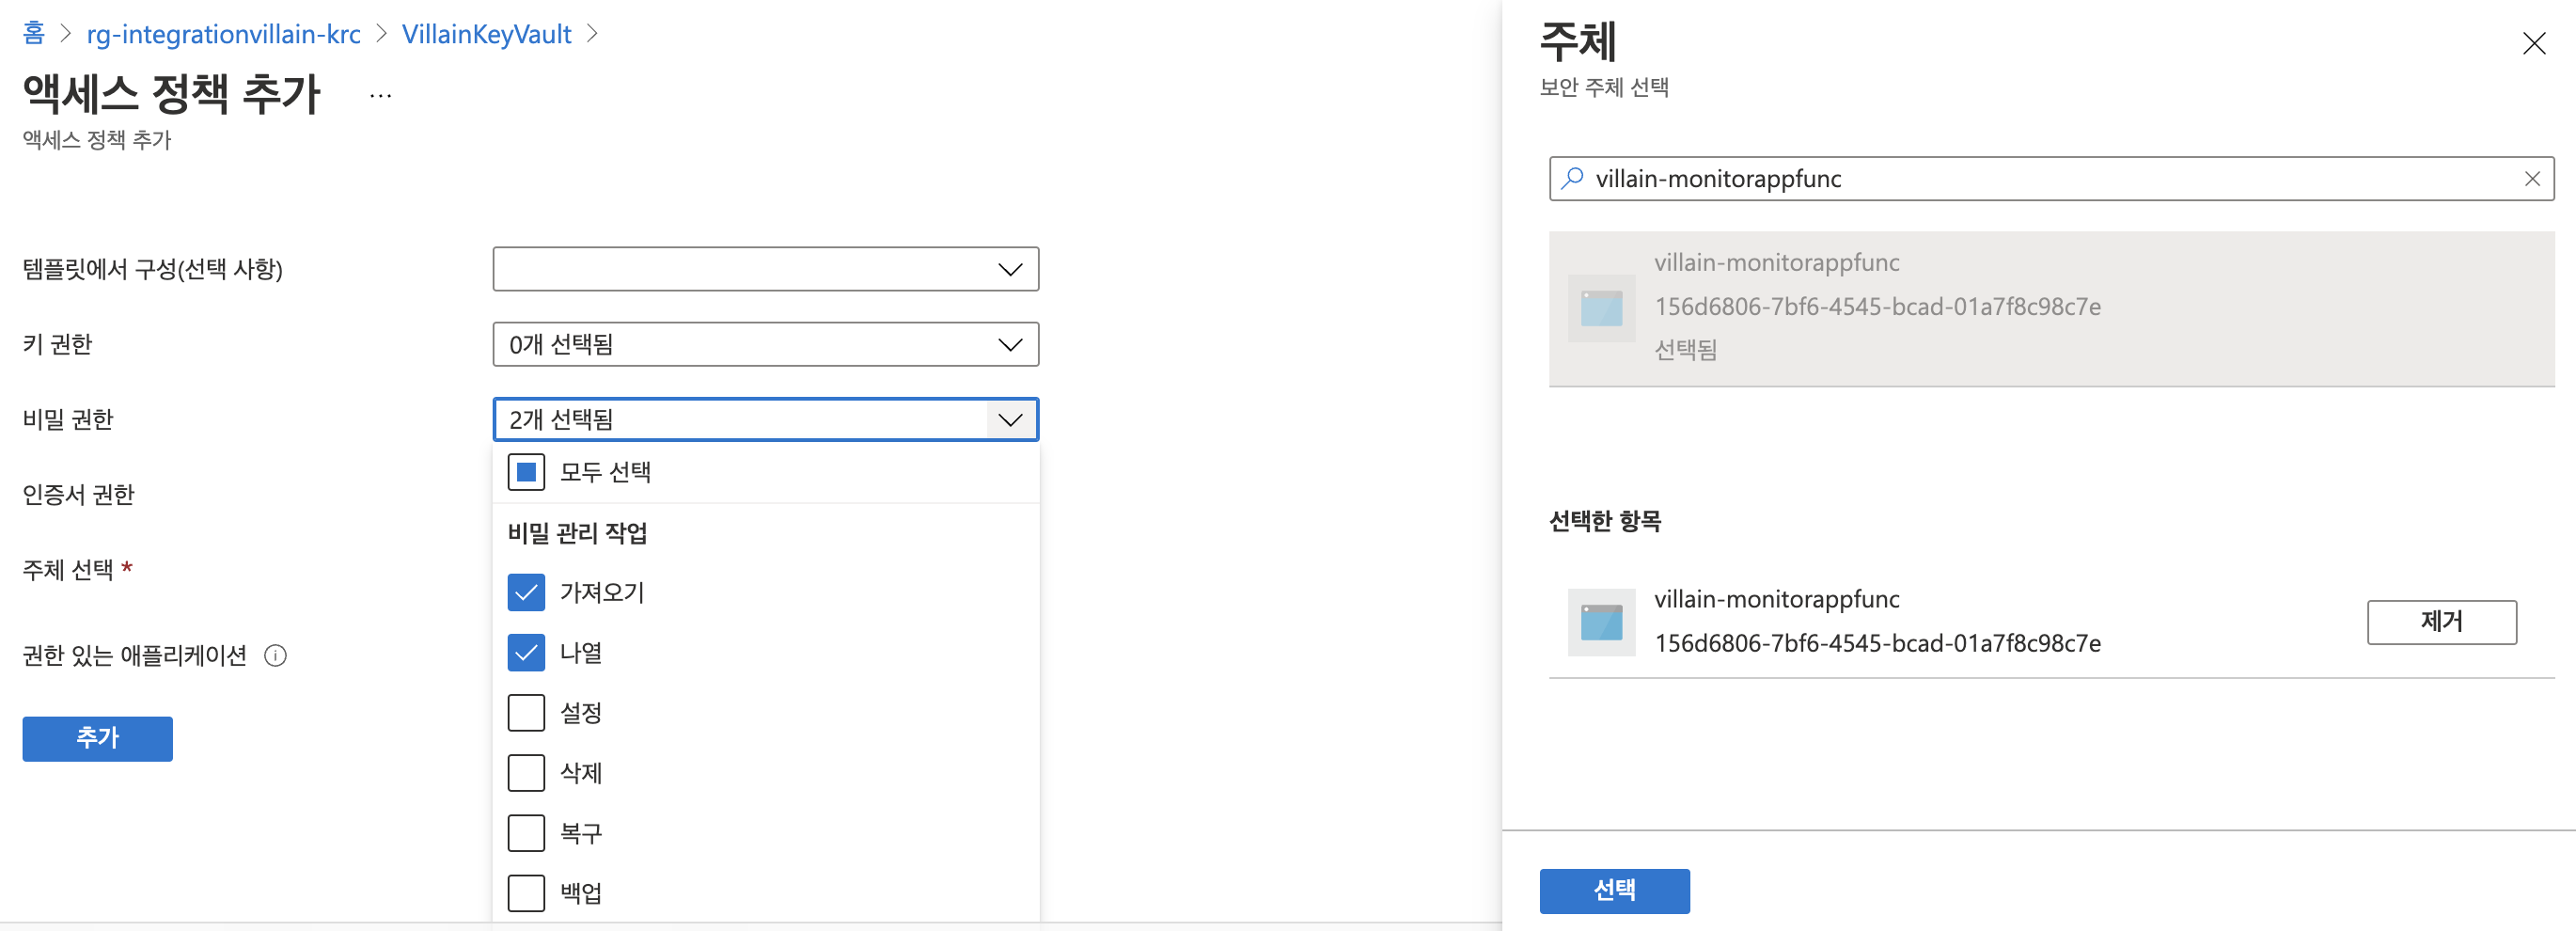 홈 > rg-integrationvillain-krc > VillainKeyVault >
액세스 정책 추가 ...
액세스 정책 추가
템플릿에서 구성(선택 사항)
키 권한
0개 선택됨
비밀 권한
2개 선택됨
모두 선택
비밀 관리 작업
가져오기
나열
설정
삭제
복구
백업
인증서 권한
주체 선택 *
권한 있는 애플리케이션
추가
주체
보안 주체 선택
villain-monitorappfunc
villain-monitorappfunc
156d6806-7bf6-4545-bcad-01a7f8c98c7e
선택됨
선택한 항목
villain-monitorappfunc
156d6806-7bf6-4545-bcad-01a7f8c98c7e
제거
선택